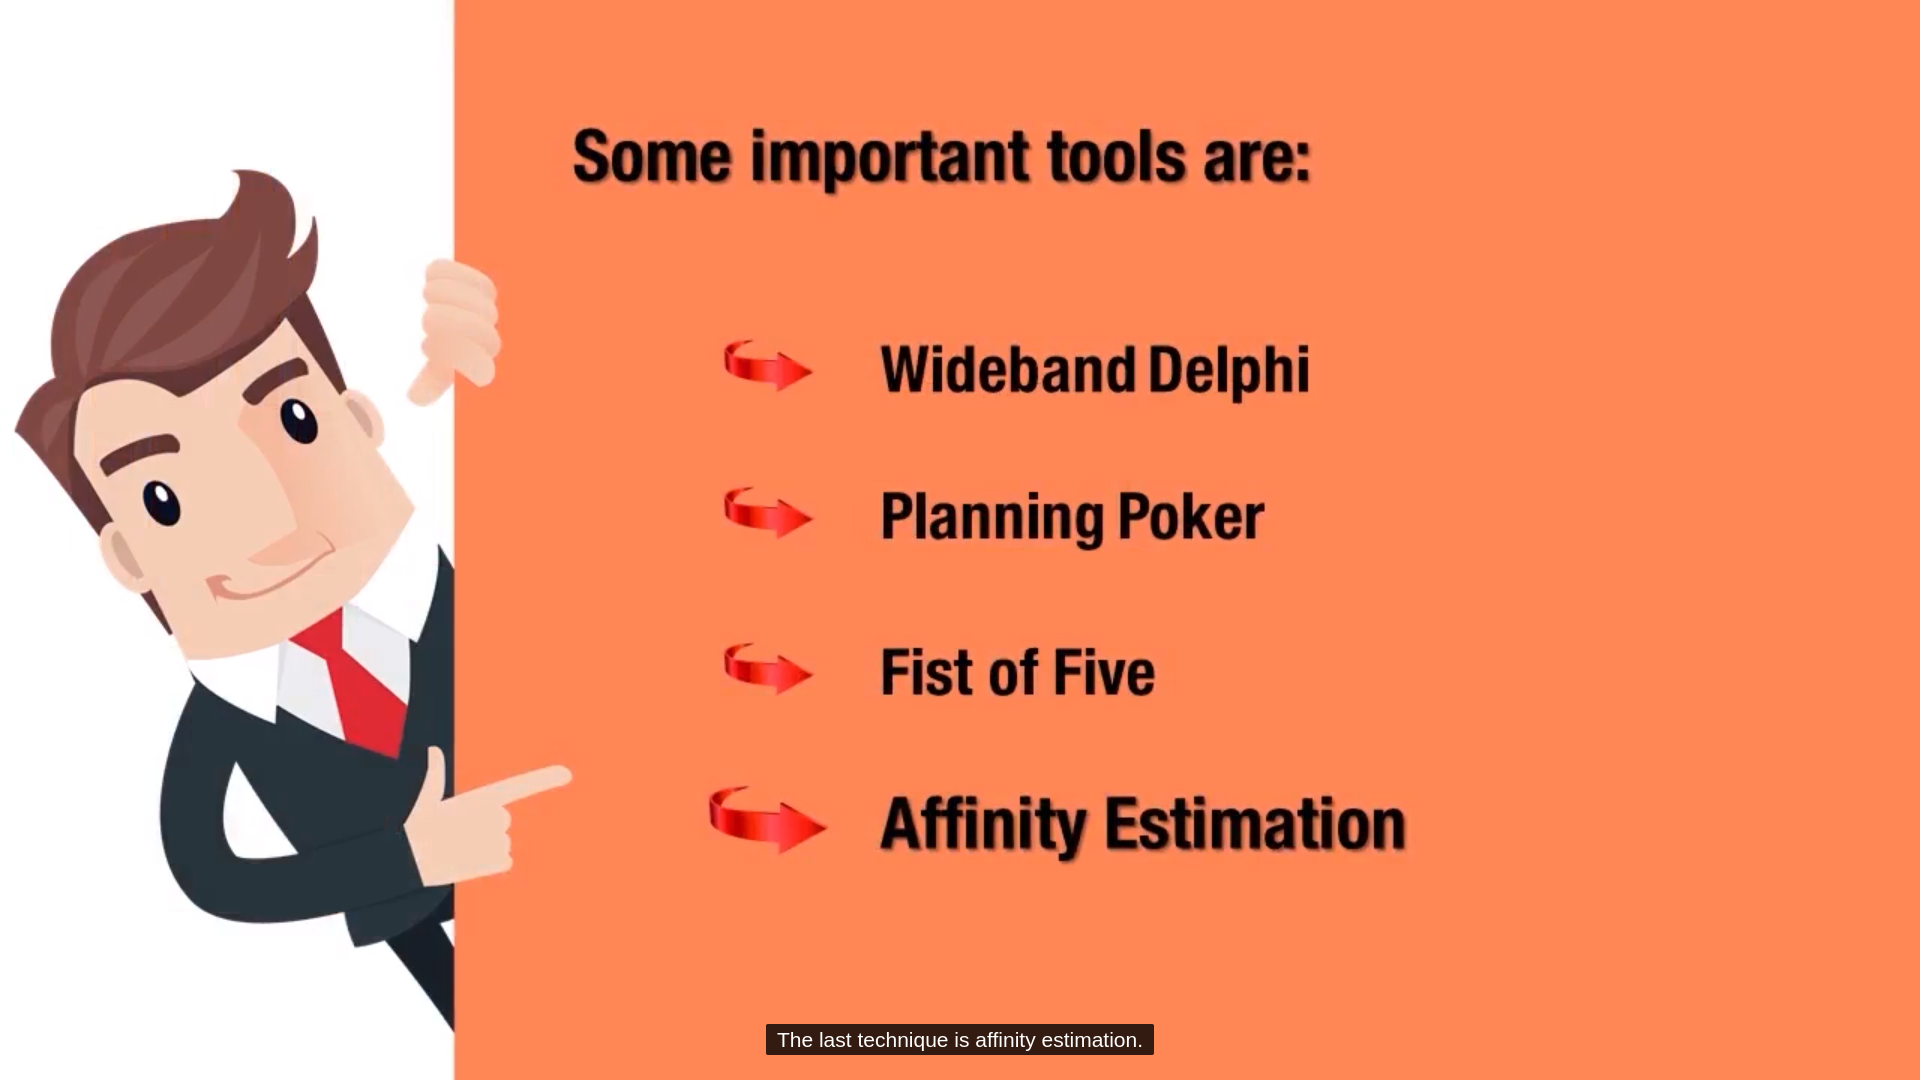 Some important tools are:
Wideband Delphi
Planning Poker
Fist of Five
Affinity Estimation
The last technique is affinity estimation.